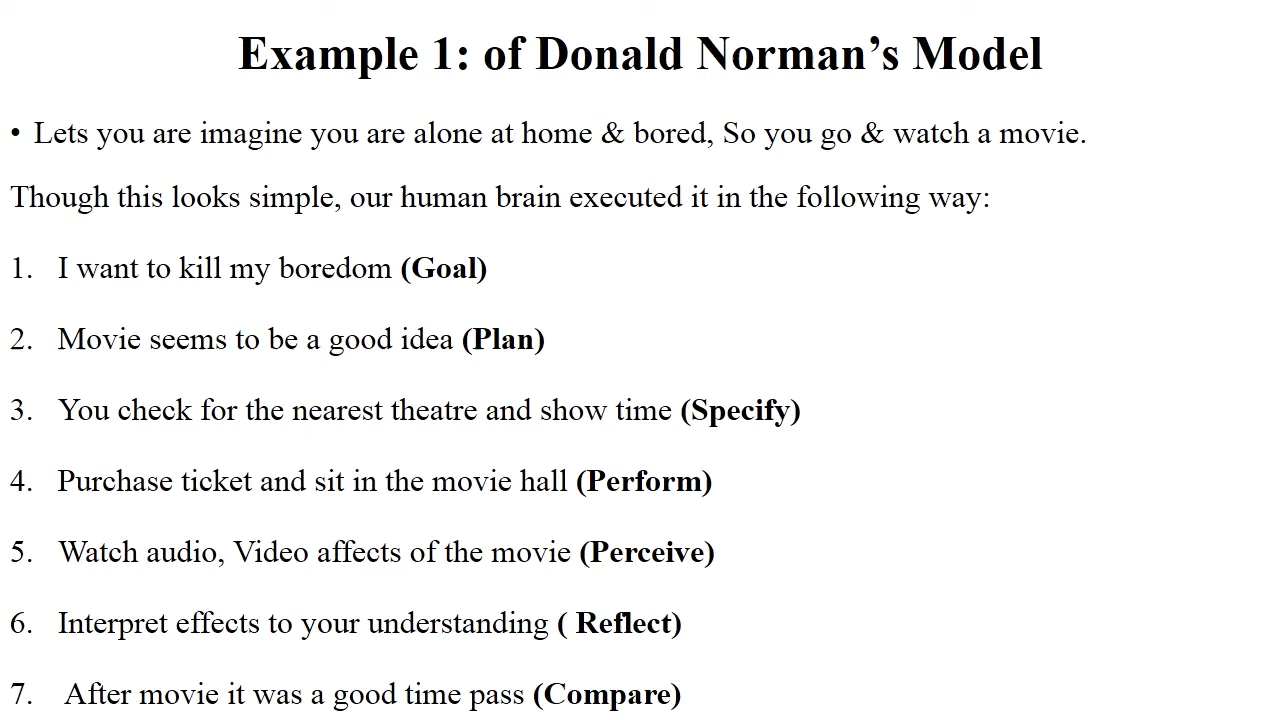 Example 1: of Donald Norman’s Model
• Lets you are imagine you are alone at home & bored, So you go & watch a movie.
Though this looks simple, our human brain executed it in the following way:
1. I want to kill my boredom (Goal)
2. Movie seems to be a good idea (Plan)
3. You check for the nearest theatre and show time (Specify)
4. Purchase ticket and sit in the movie hall (Perform)
5. Watch audio, Video affects of the movie (Perceive)
6. Interpret effects to your understanding ( Reflect)
7. After movie it was a good time pass (Compare)